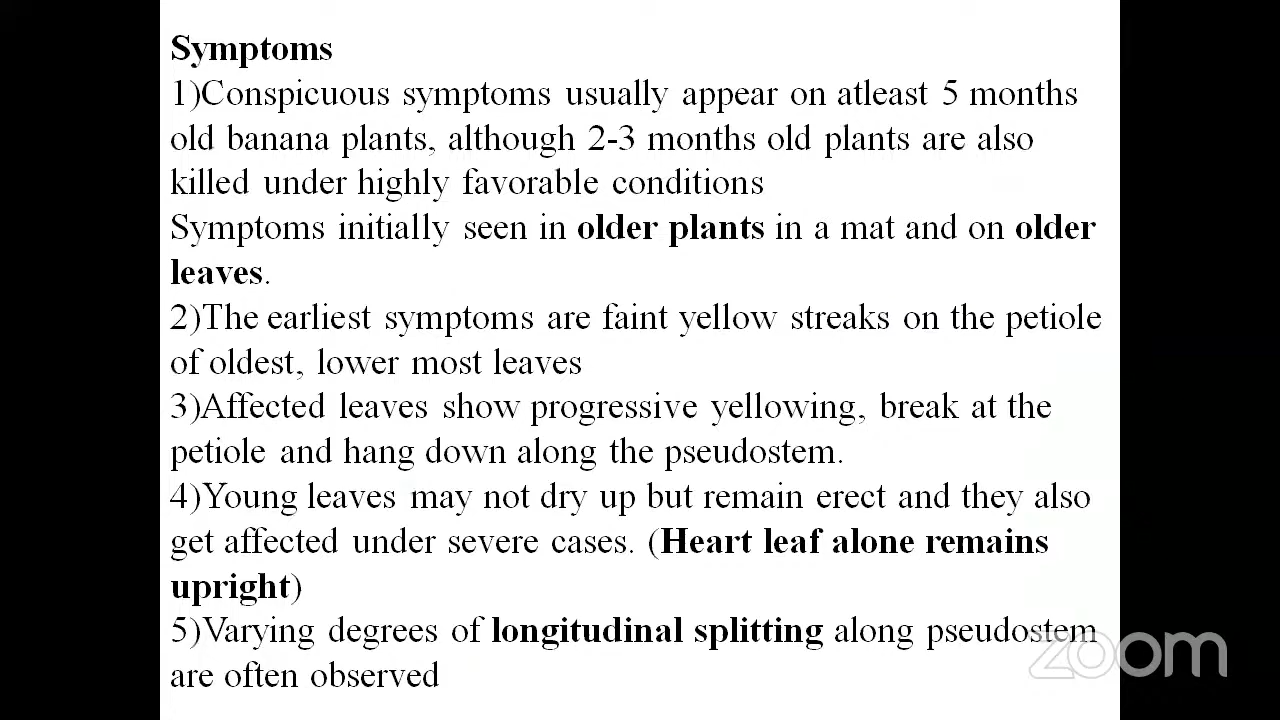 Symptoms
1)Conspicuous symptoms usually appear on atleast 5 months
old banana plants, although 2-3 months old plants are also
killed under highly favorable conditions
Symptoms initially seen in older plants in a mat and on older
leaves.
2)The earliest symptoms are faint yellow streaks on the petiole
of oldest, lower most leaves
3)Affected leaves show progressive yellowing, break at the
petiole and hang down along the pseudostem.
4)Young leaves may not dry up but remain erect and they also
get affected under severe cases. (Heart leaf alone remains
upright)
5)Varying degrees of longitudinal splitting along pseudostem
are often observed
zoom